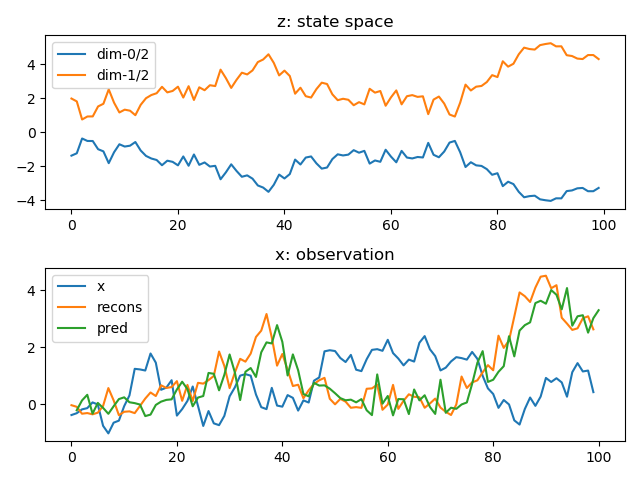 z: state space
dim-0/2
dim-1/2
4
2
0
−2
−4
0 20 40 60 80 100
x: observation
x
recons
pred
4
2
0
0 20 40 60 80 100